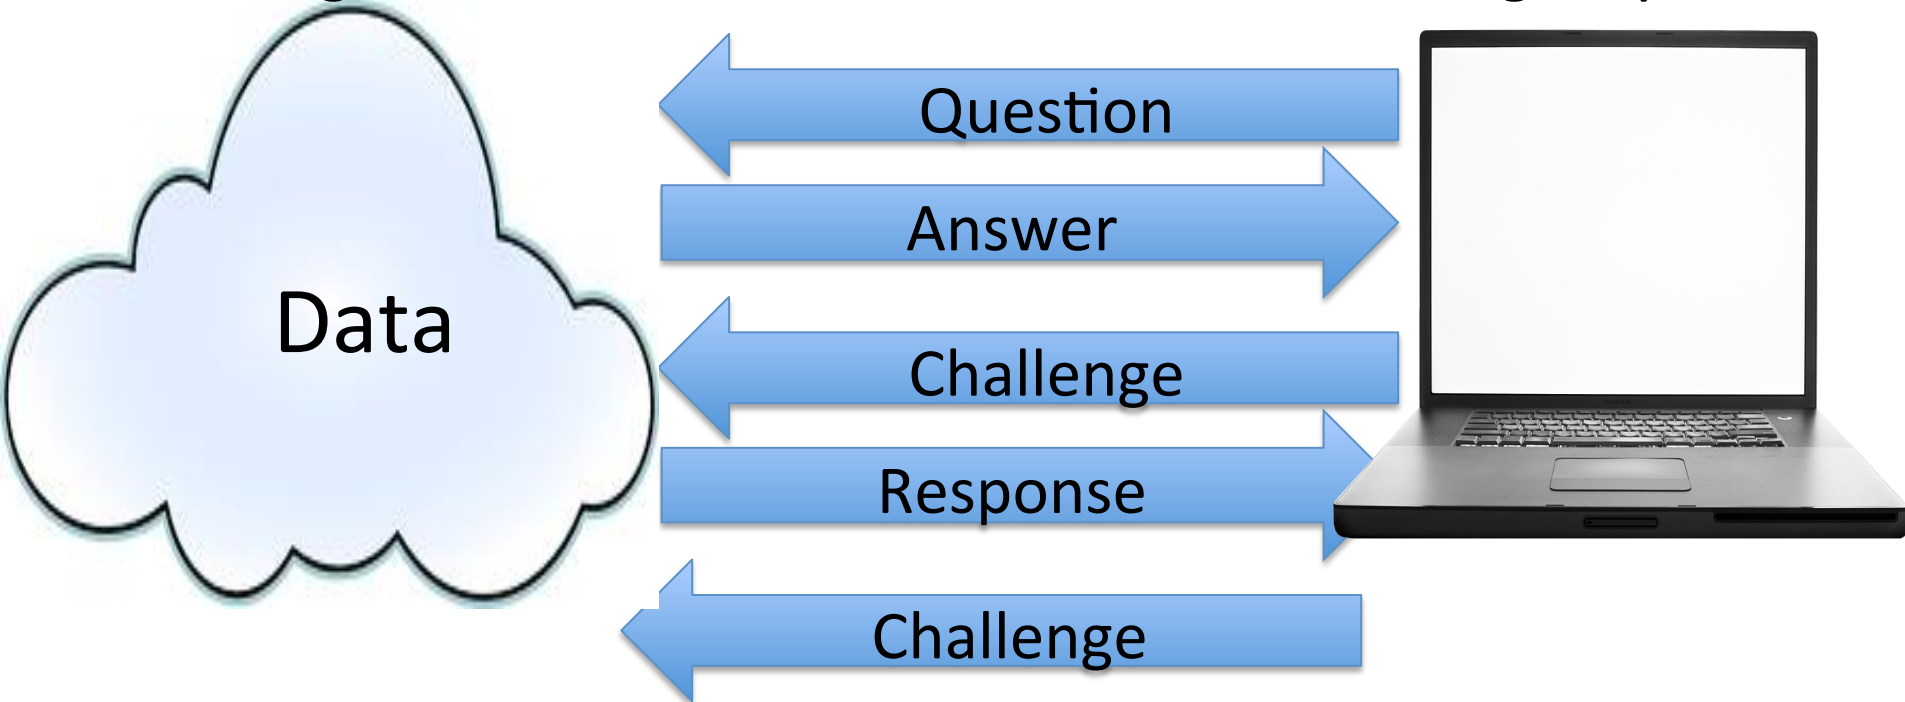 Question
Answer
Data
Challenge
Response
Challenge